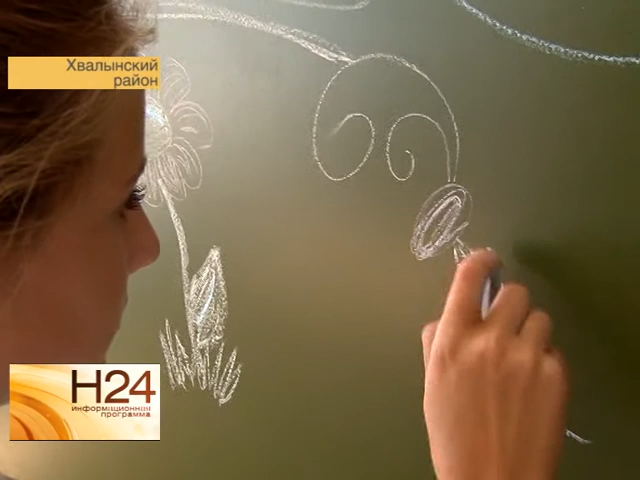 Хвалынский
район
Н24
информационная
программа